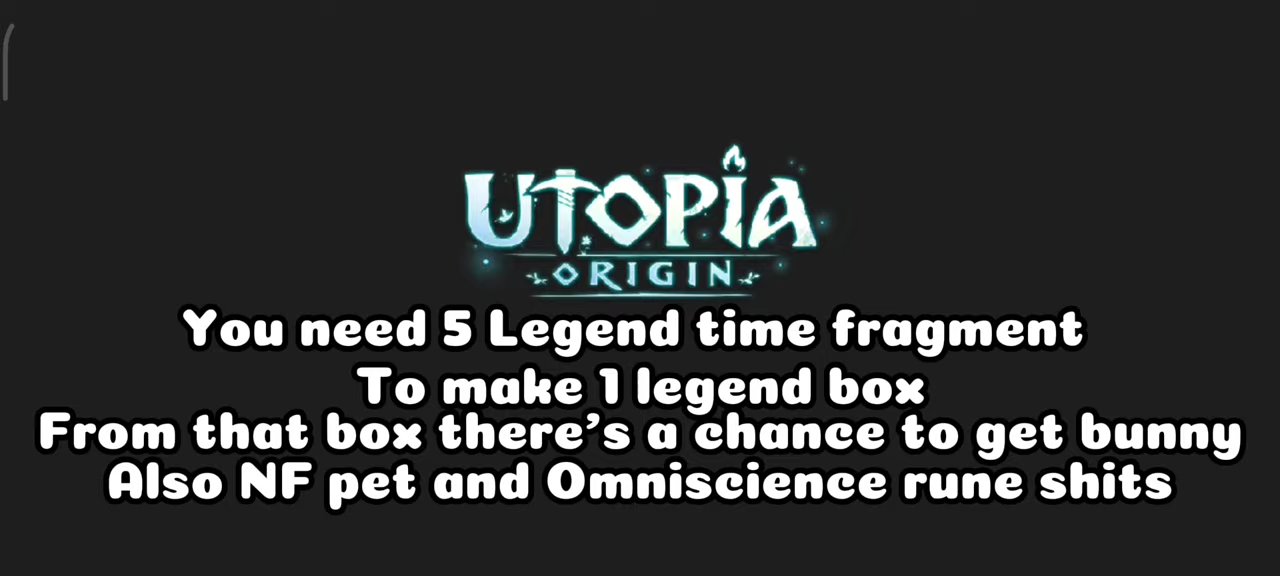 UTOPIA
ORIGIN
You need 5 Legend time fragment
To make 1 legend box
From that box there's a chance to get bunny
Also NF pet and Omniscience rune shits